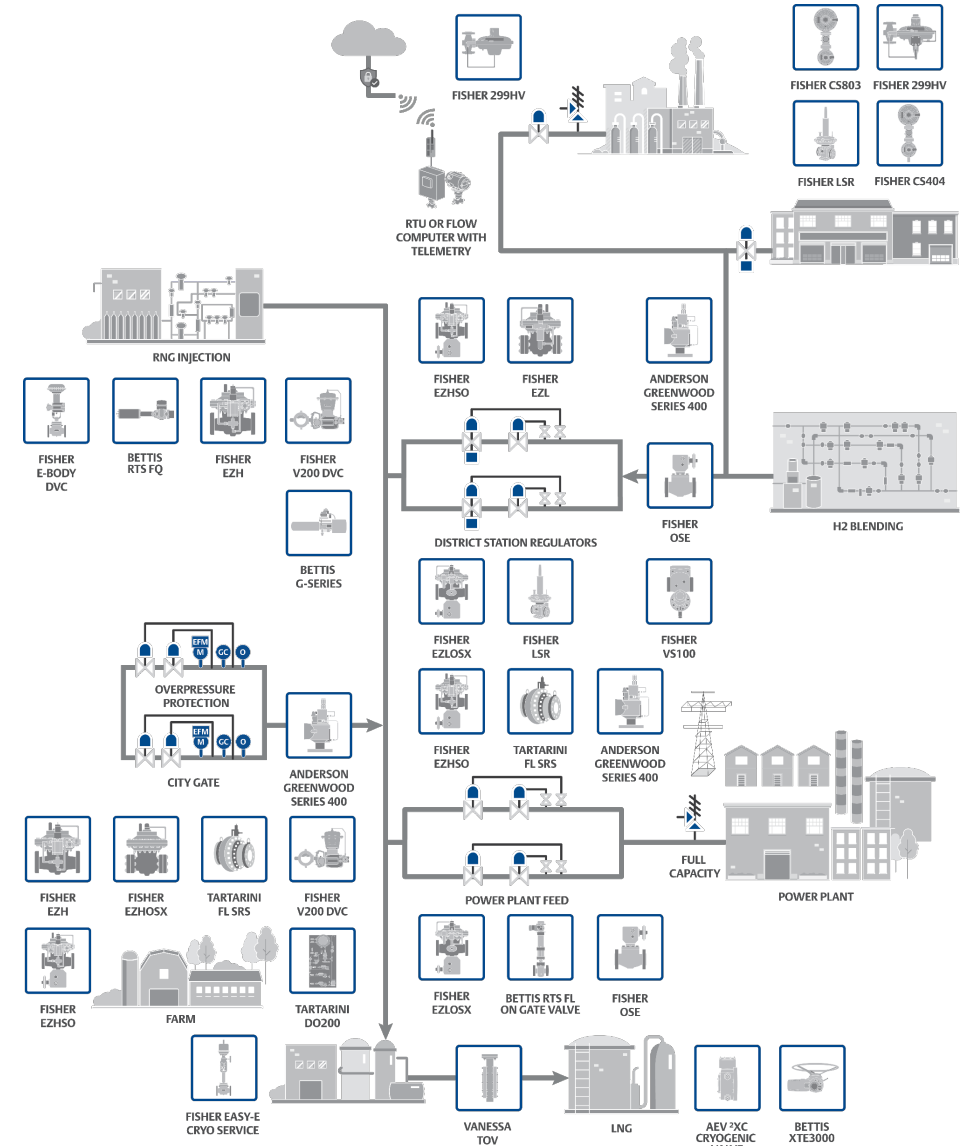 FISHER 299HV
FISHER CS803
FISHER 299HV
FISHER LSR
FISHER CS404
RTU OR FLOW
COMPUTER WITH
TELEMETRY
RNG INJECTION
FISHER
EZHSO
FISHER
EZL
ANDERSON
GREENWOOD
SERIES 400
FISHER
E-BODY
DVC
BETTIS
RTS FQ
FISHER
EZH
FISHER
V200 DVC
FISHER
OSE
H2 BLENDING
DISTRICT STATION REGULATORS
BETTIS
G-SERIES
FISHER
EZLOSX
FISHER
LSR
FISHER
VS100
EFM
M
GC
O
OVERPRESSURE
PROTECTION
EFM
M
GC
O
CITY GATE
ANDERSON
GREENWOOD
SERIES 400
FISHER
EZHSO
TARTARINI
FL SRS
ANDERSON
GREENWOOD
SERIES 400
FULL
CAPACITY
POWER PLANT
POWER PLANT FEED
FISHER
EZH
FISHER
EZHOSX
TARTARINI
FL SRS
FISHER
V200 DVC
FISHER
EZHSO
FARM
TARTARINI
DO200
FISHER
EZLOSX
BETTIS RTS FL
ON GATE VALVE
FISHER
OSE
FISHER EASY-E
CRYO SERVICE
VANESSA
TOV
LNG
AEV ²XC
CRYOGENIC
BETTIS
XTE3000